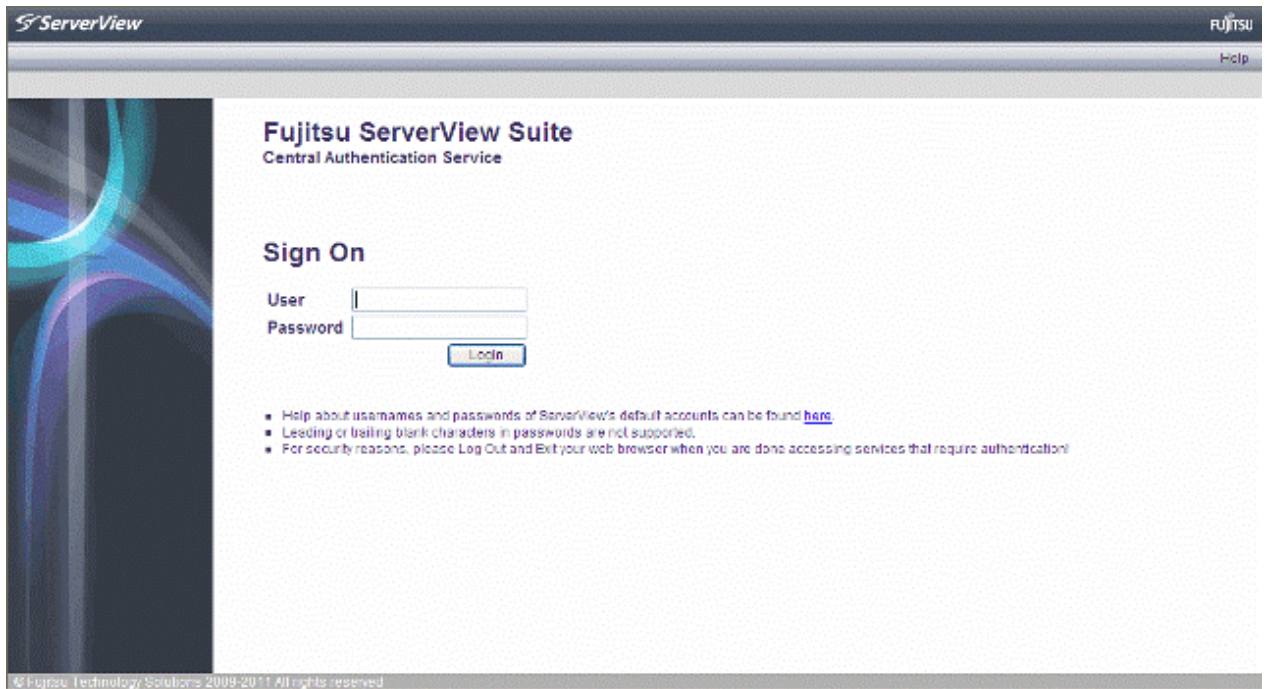 ServerView
FUJITSU
Help
Fujitsu ServerView Suite
Central Authentication Service
Sign On
User
Password
Login
Help about usernames and passwords of ServerView's default accounts can be found here.
Leading or trailing blank characters in passwords are not supported.
For security reasons, please Log Out and Exit your web browser when you are done accessing services that require authentication!
© Fujitsu Technology Solutions 2009-2011 All rights reserved